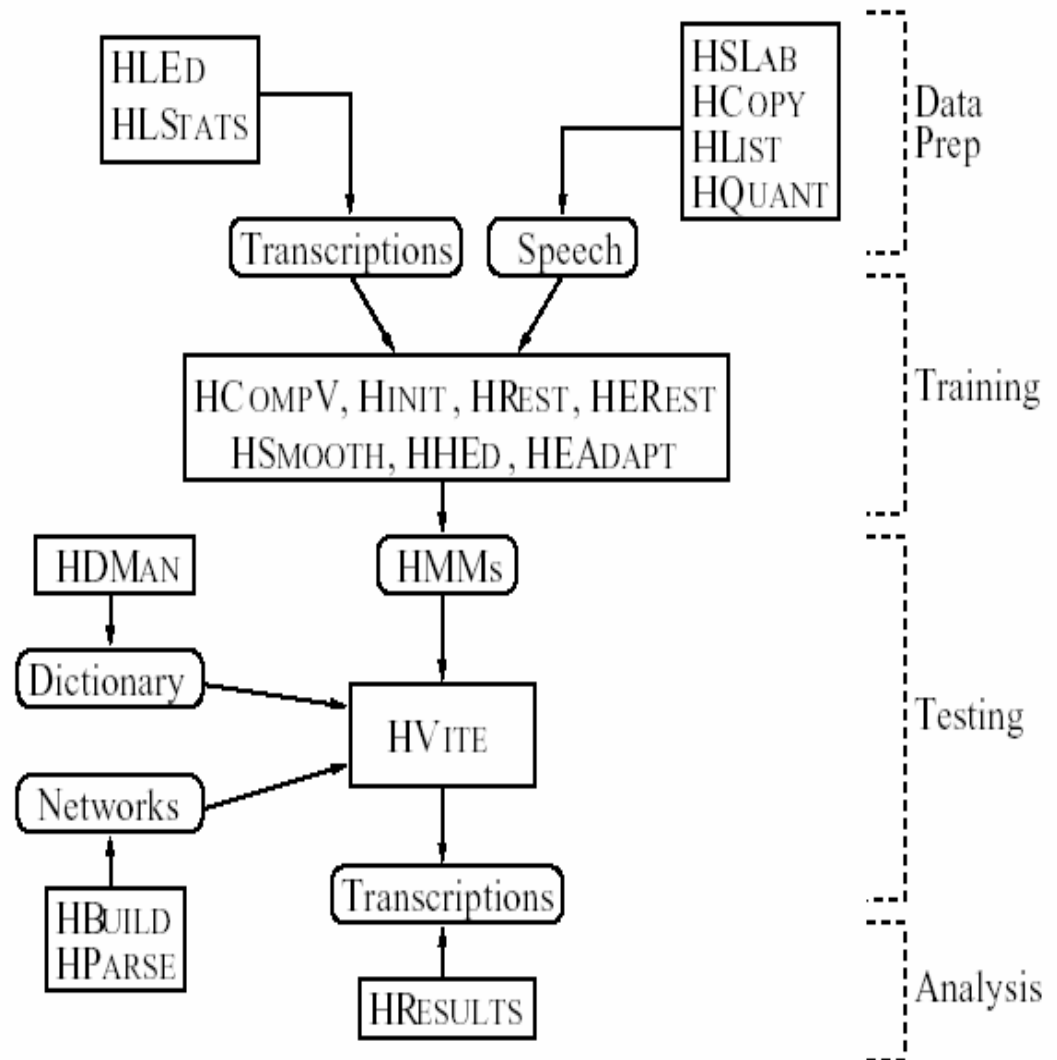 HLED
HLSTATS
HSLAB
HCOPY
HLIST
HQUANT
Data
Prep
Transcriptions
Speech
Training
HCOMPV, HINIT, HREST, HEREST
HSMOOTH, HHED, HEADAPT
HDMAN
HMMs
Dictionary
HVITE
Testing
Networks
Transcriptions
HBUILD
HPARSE
HRESULTS
Analysis